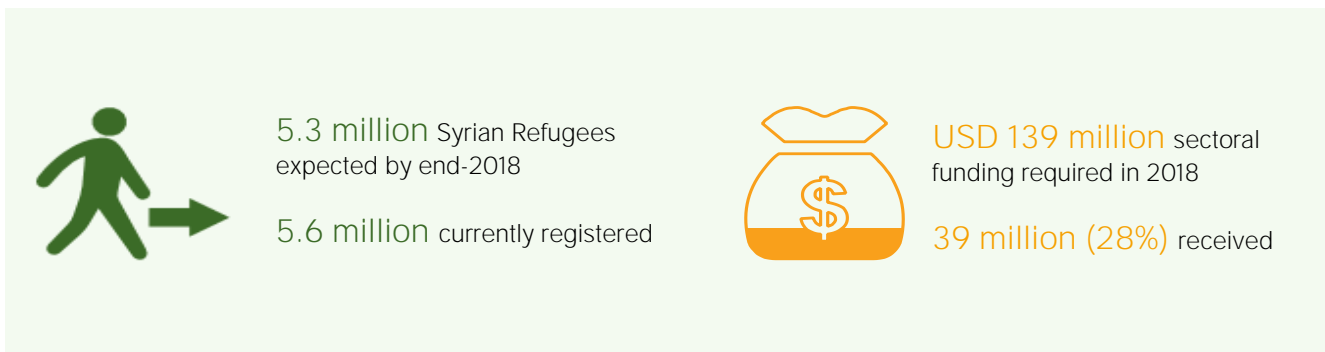 5.3 million Syrian Refugees
expected by end-2018
5.6 million currently registered
$
USD 139 million sectoral
funding required in 2018
39 million (28%) received